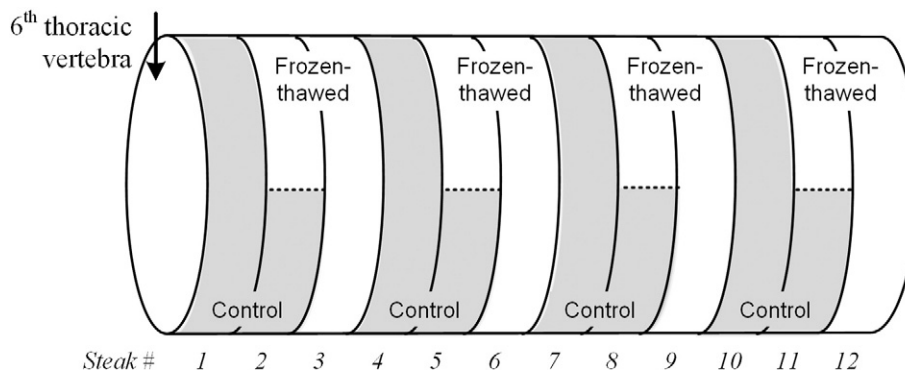 6th thoracic
vertebra
Frozen-
thawed
Frozen-
thawed
Frozen-
thawed
Frozen-
thawed
Control
Control
Control
Control
Steak # 1 2 3 4 5 6 7 8 9 10 11 12